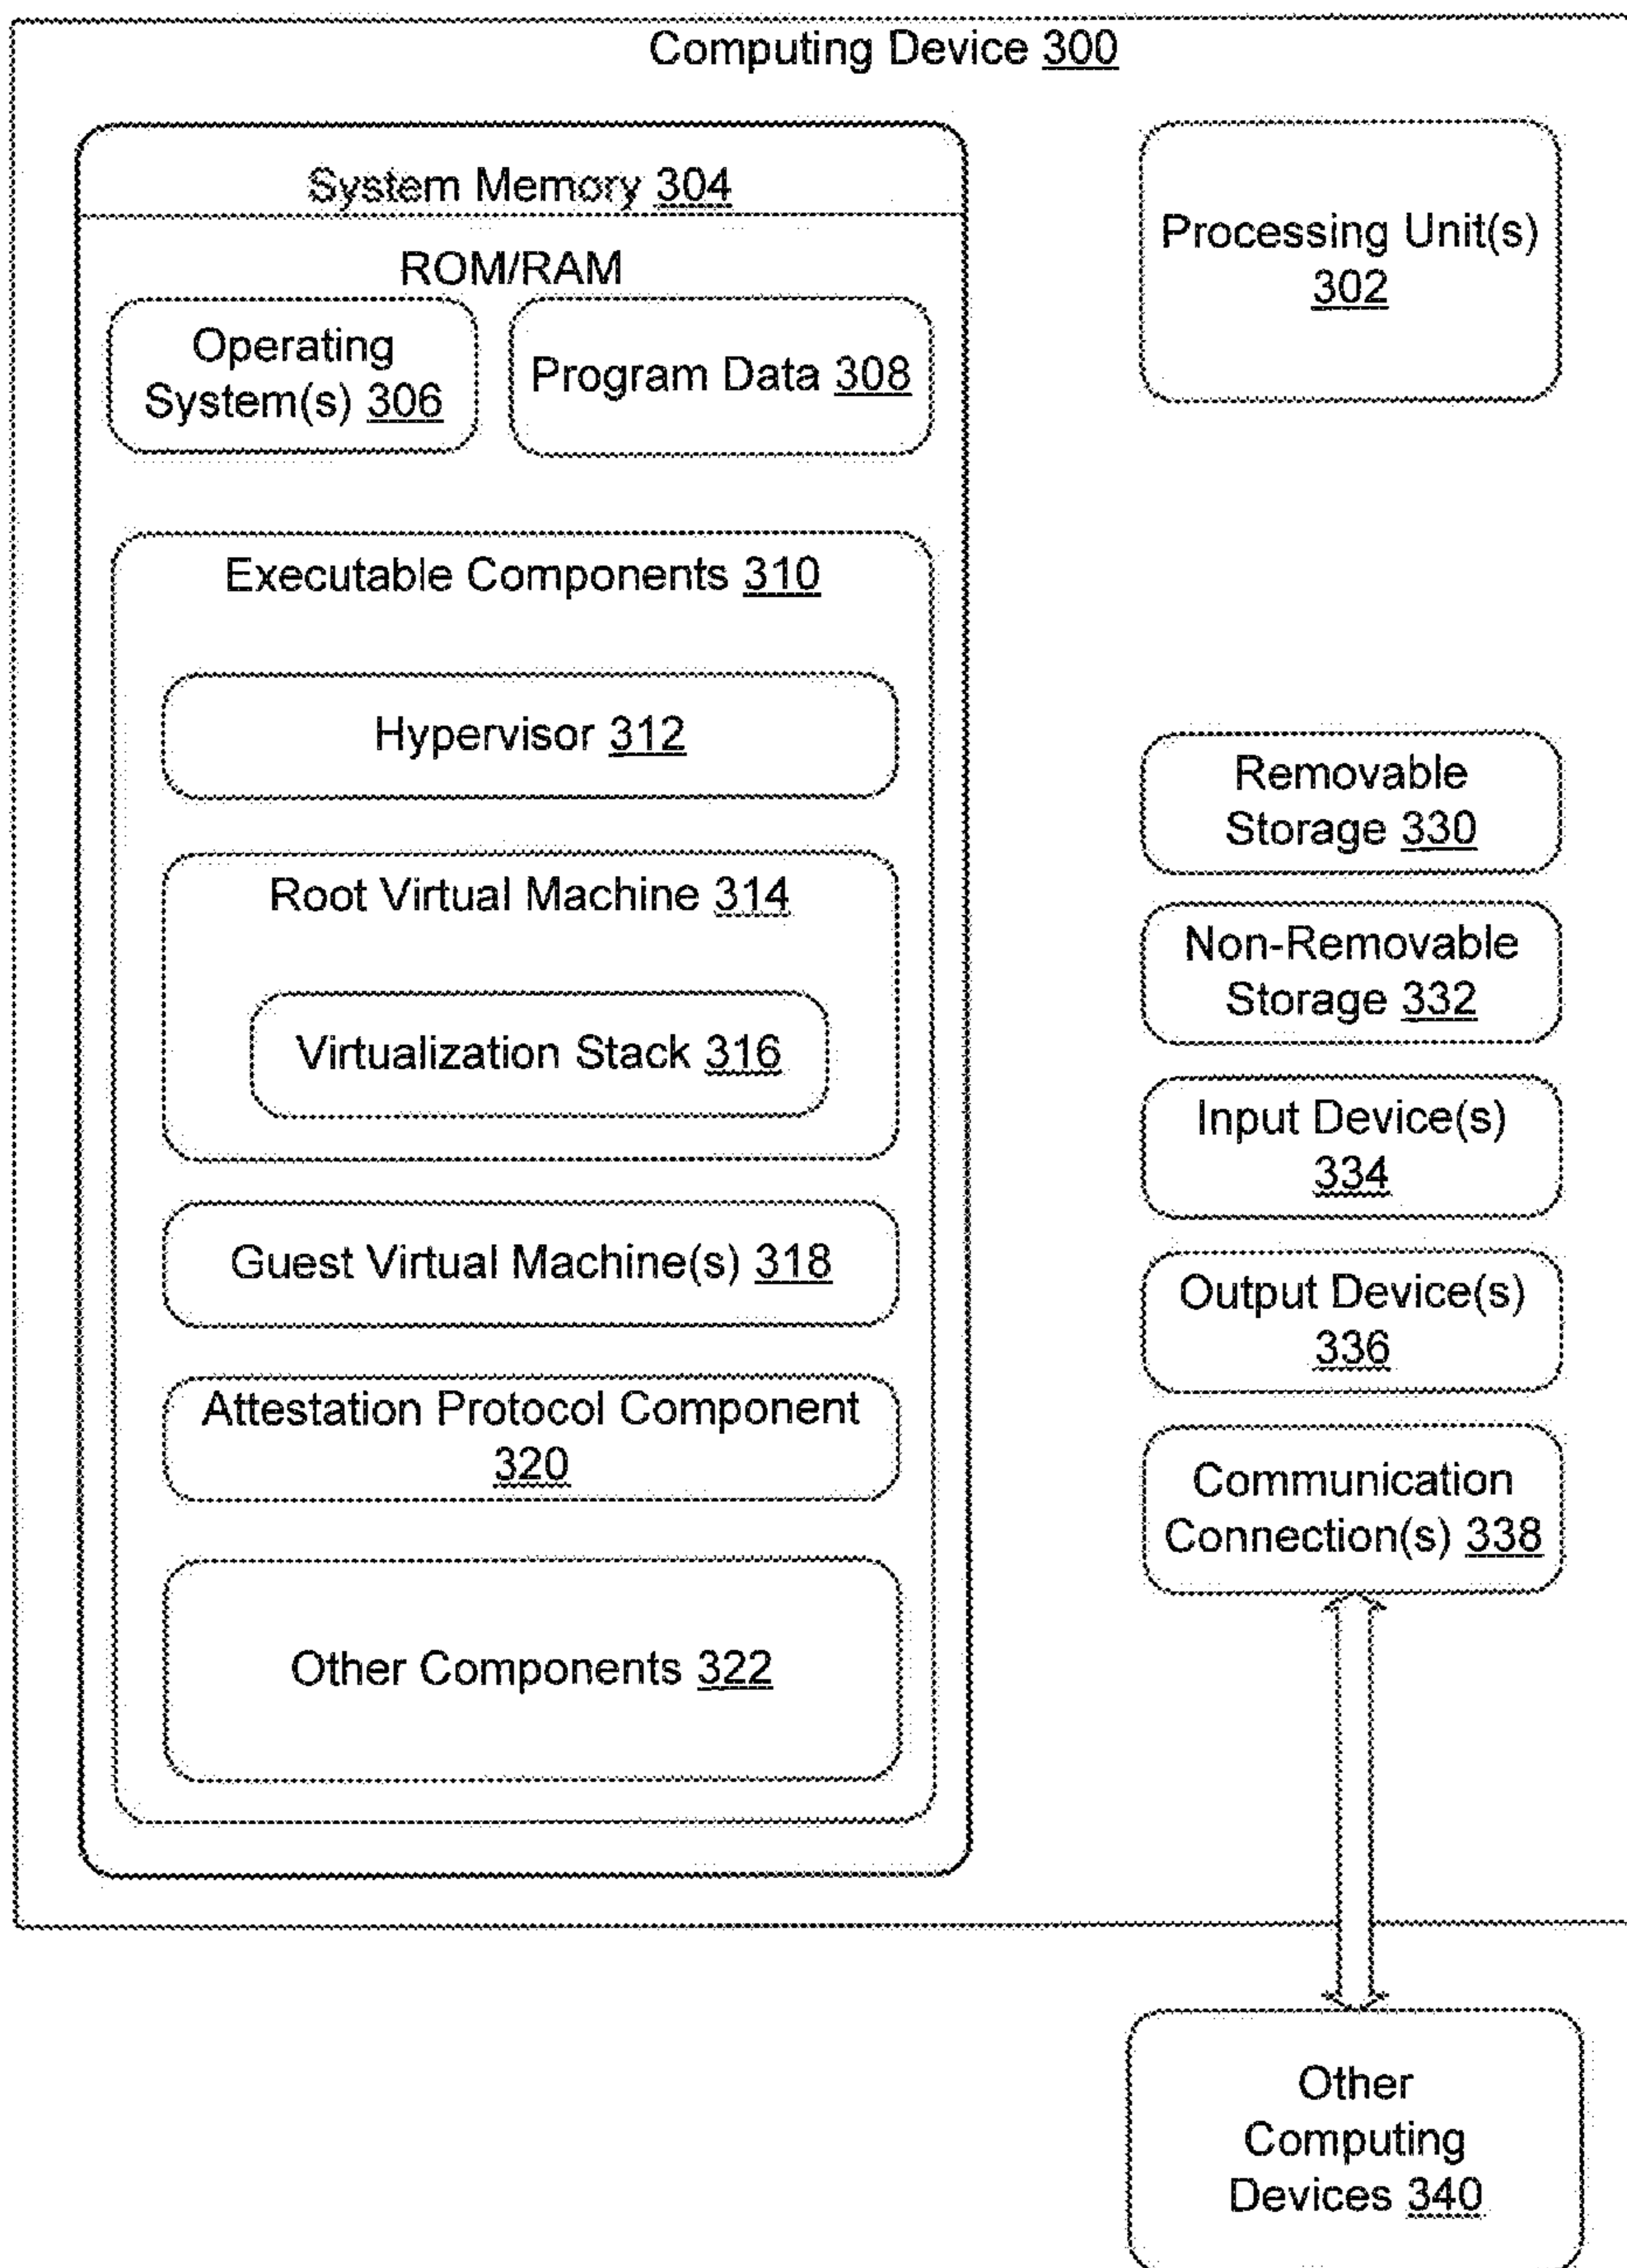 Computing Device 300
System Memory 304
ROM/RAM
Operating
System(s) 306
Program Data 308
Executable Components 310
Hypervisor 312
Root Virtual Machine 314
Virtualization Stack 316
Guest Virtual Machine(s) 318
Attestation Protocol Component
320
Other Components 322
Processing Unit(s)
302
Removable
Storage 330
Non-Removable
Storage 332
Input Device(s)
334
Output Device(s)
336
Communication
Connection(s) 338
Other
Computing
Devices 340